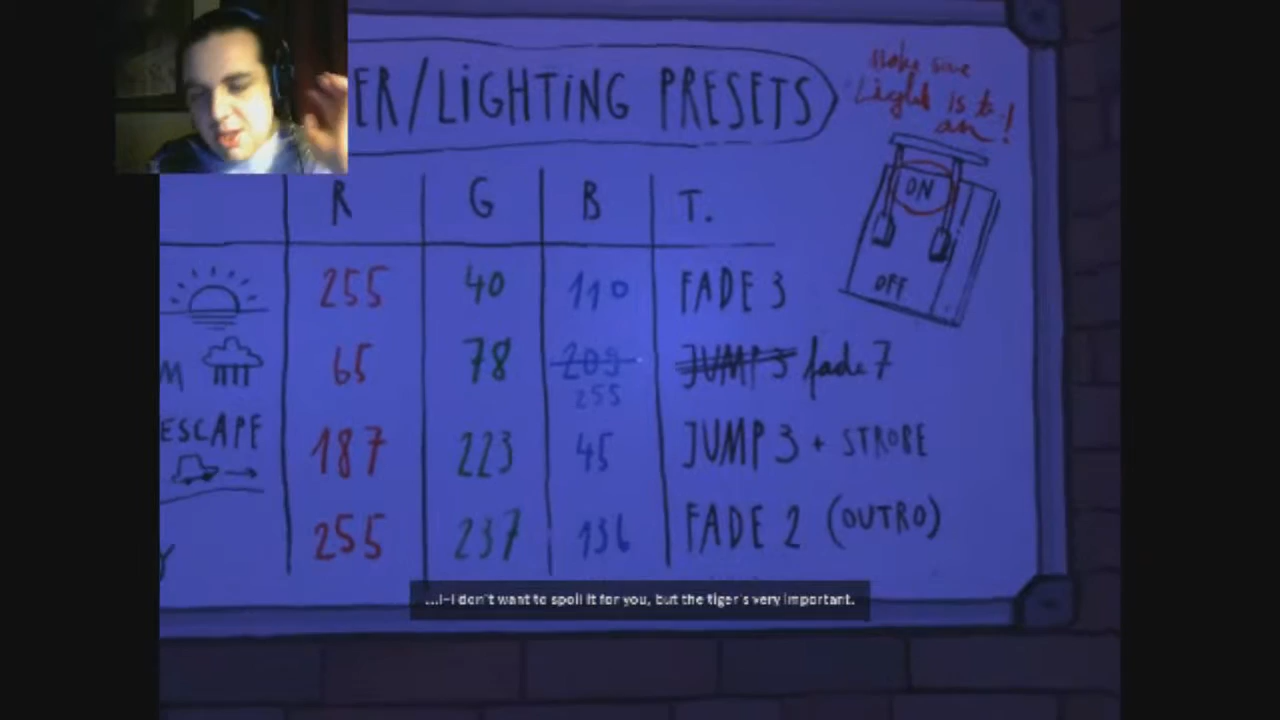 ER/LiGHTiNG PRESETS
Make sure
Light is to
on!
ON
OFF
R G B T.
255 40 110 FADE 3
M 65 78 209 JUMP 3 fade 7
255
ESCAPE 187 223 45 JUMP 3 + STROBE
Y 255 237 136 FADE 2 (OUTRO)
...I-I don't want to spoil it for you, but the tiger's very important.